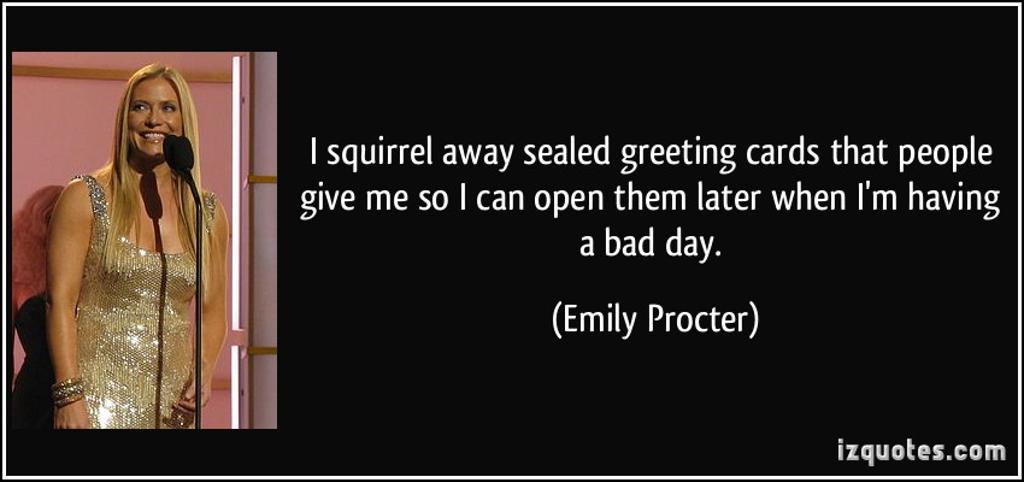 I squirrel away sealed greeting cards that people
give me so I can open them later when I'm having
a bad day.
(Emily Procter)
izquotes.com